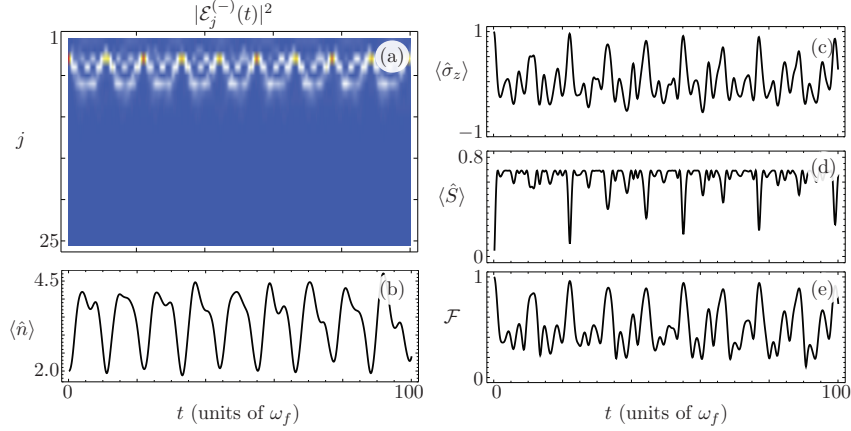 |ℰ_j^(−)(t)|²
1
(a)
j
25
4.5
(b)
⟨n̂⟩
2.0
0
100
t (units of ω_f)
1
(c)
⟨σ̂_z⟩
−1
0.8
(d)
⟨Ŝ⟩
0
1
(e)
ℱ
0
0
100
t (units of ω_f)